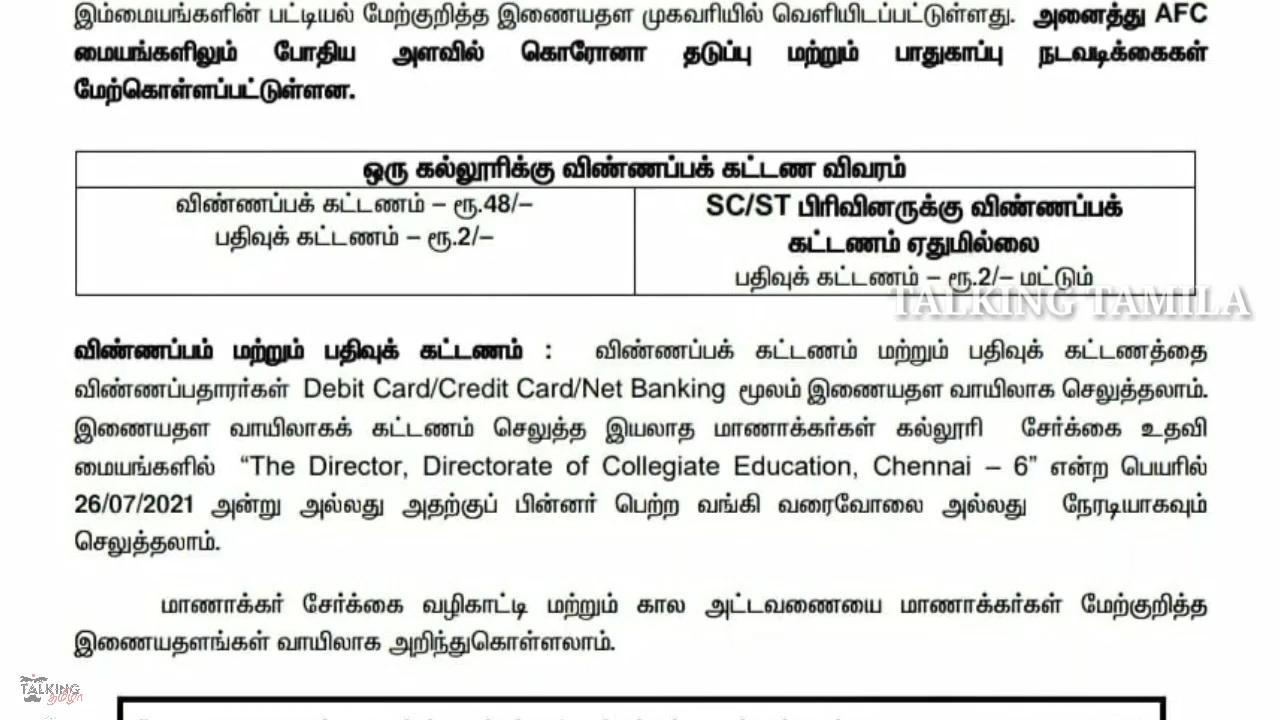 இம்மையங்களின் பட்டியல் மேற்குறித்த இணையதள முகவரியில் வெளியிடப்பட்டுள்ளது. அனைத்து AFC
மையங்களிலும் போதிய அளவில் கொரோனா தடுப்பு மற்றும் பாதுகாப்பு நடவடிக்கைகள்
மேற்கொள்ளப்பட்டுள்ளன.
ஒரு கல்லூரிக்கு விண்ணப்பக் கட்டண விவரம்
விண்ணப்பக் கட்டணம் – ரூ.48/–
பதிவுக் கட்டணம் – ரூ.2/–
SC/ST பிரிவினருக்கு விண்ணப்பக்
கட்டணம் ஏதுமில்லை
பதிவுக் கட்டணம் – ரூ.2/– மட்டும்
TALKING TAMILA
விண்ணப்பம் மற்றும் பதிவுக் கட்டணம் : விண்ணப்பக் கட்டணம் மற்றும் பதிவுக் கட்டணத்தை
விண்ணப்பதாரர்கள் Debit Card/Credit Card/Net Banking மூலம் இணையதள வாயிலாக செலுத்தலாம்.
இணையதள வாயிலாகக் கட்டணம் செலுத்த இயலாத மாணாக்கர்கள் கல்லூரி சேர்க்கை உதவி
மையங்களில் “The Director, Directorate of Collegiate Education, Chennai – 6” என்ற பெயரில்
26/07/2021 அன்று அல்லது அதற்குப் பின்னர் பெற்ற வங்கி வரைவோலை அல்லது நேரடியாகவும்
செலுத்தலாம்.
மாணாக்கர் சேர்க்கை வழிகாட்டி மற்றும் கால அட்டவணையை மாணாக்கர்கள் மேற்குறித்த
இணையதளங்கள் வாயிலாக அறிந்துகொள்ளலாம்.
TALKING
தமிழா